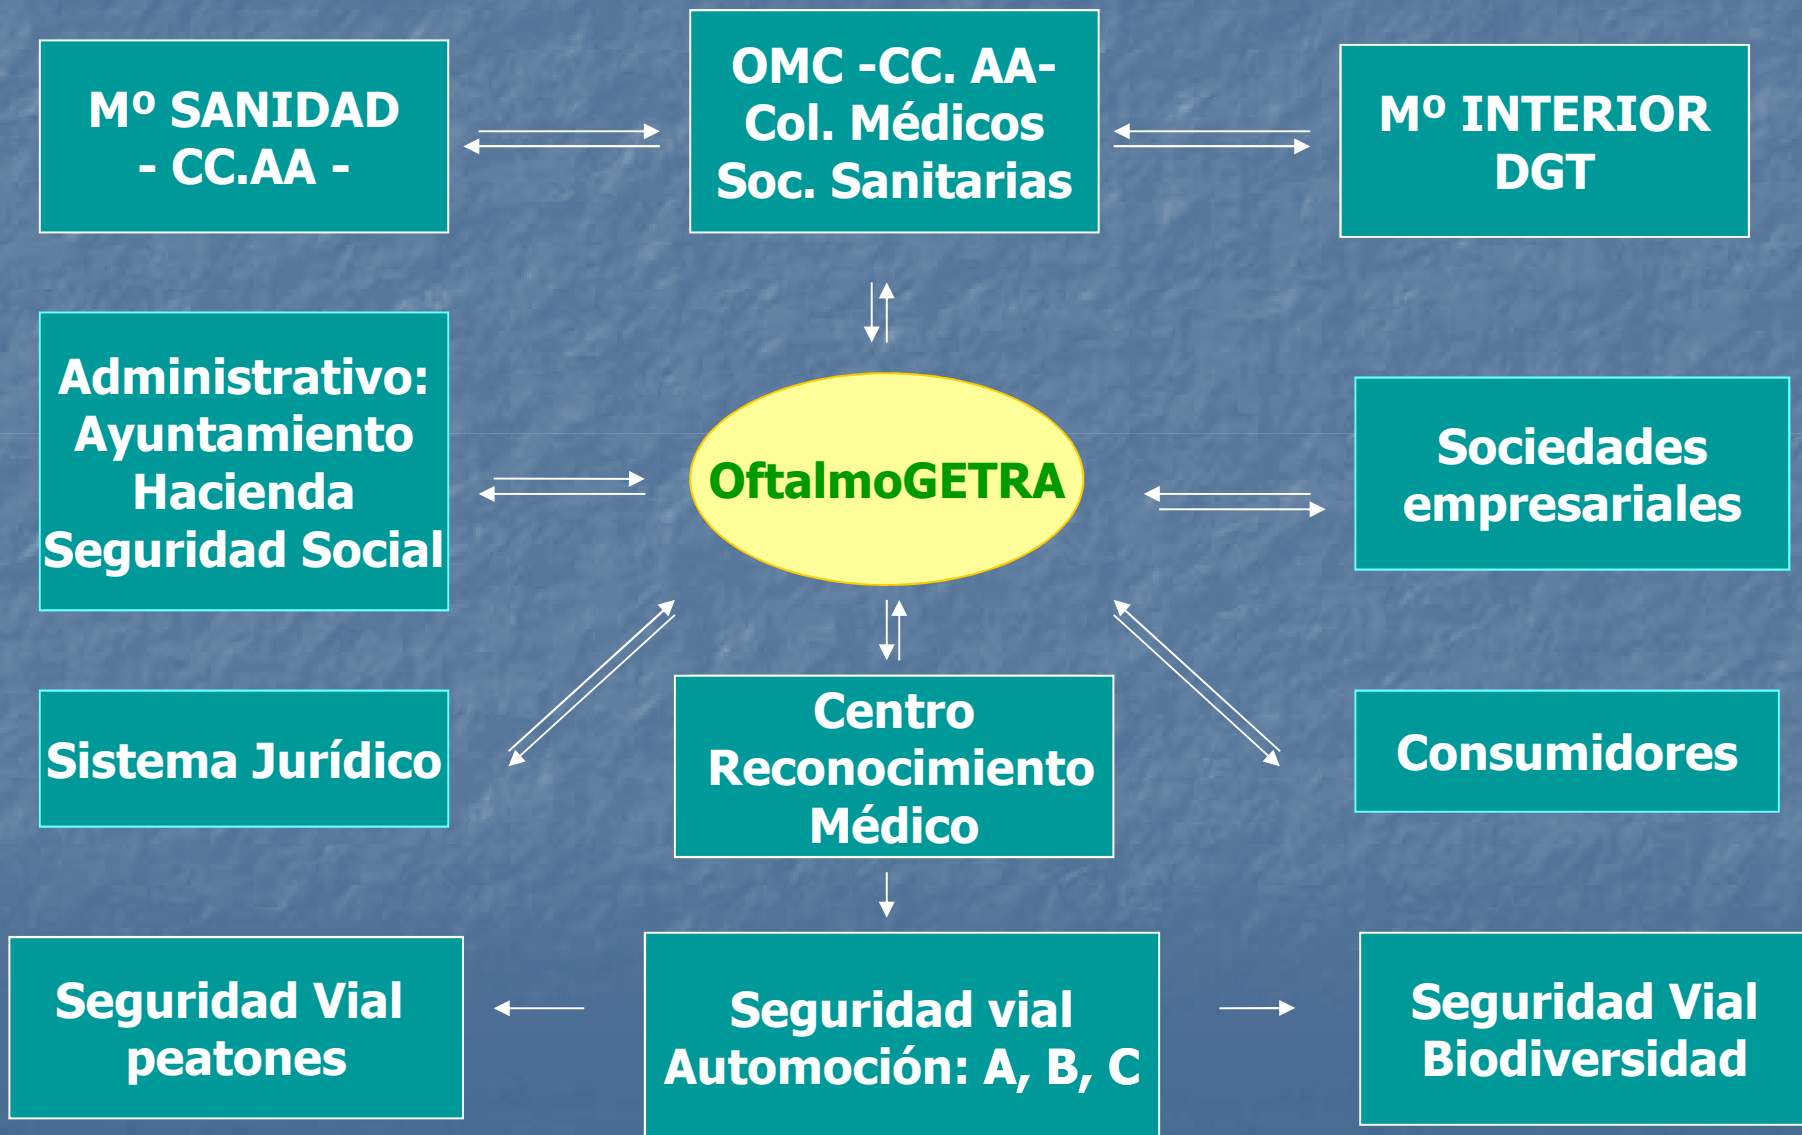 Mº SANIDAD
- CC.AA -
OMC -CC. AA-
Col. Médicos
Soc. Sanitarias
Mº INTERIOR
DGT
Administrativo:
Ayuntamiento
Hacienda
Seguridad Social
OftalmoGETRA
Sociedades
empresariales
Sistema Jurídico
Centro
Reconocimiento
Médico
Consumidores
Seguridad Vial
peatones
Seguridad vial
Automoción: A, B, C
Seguridad Vial
Biodiversidad